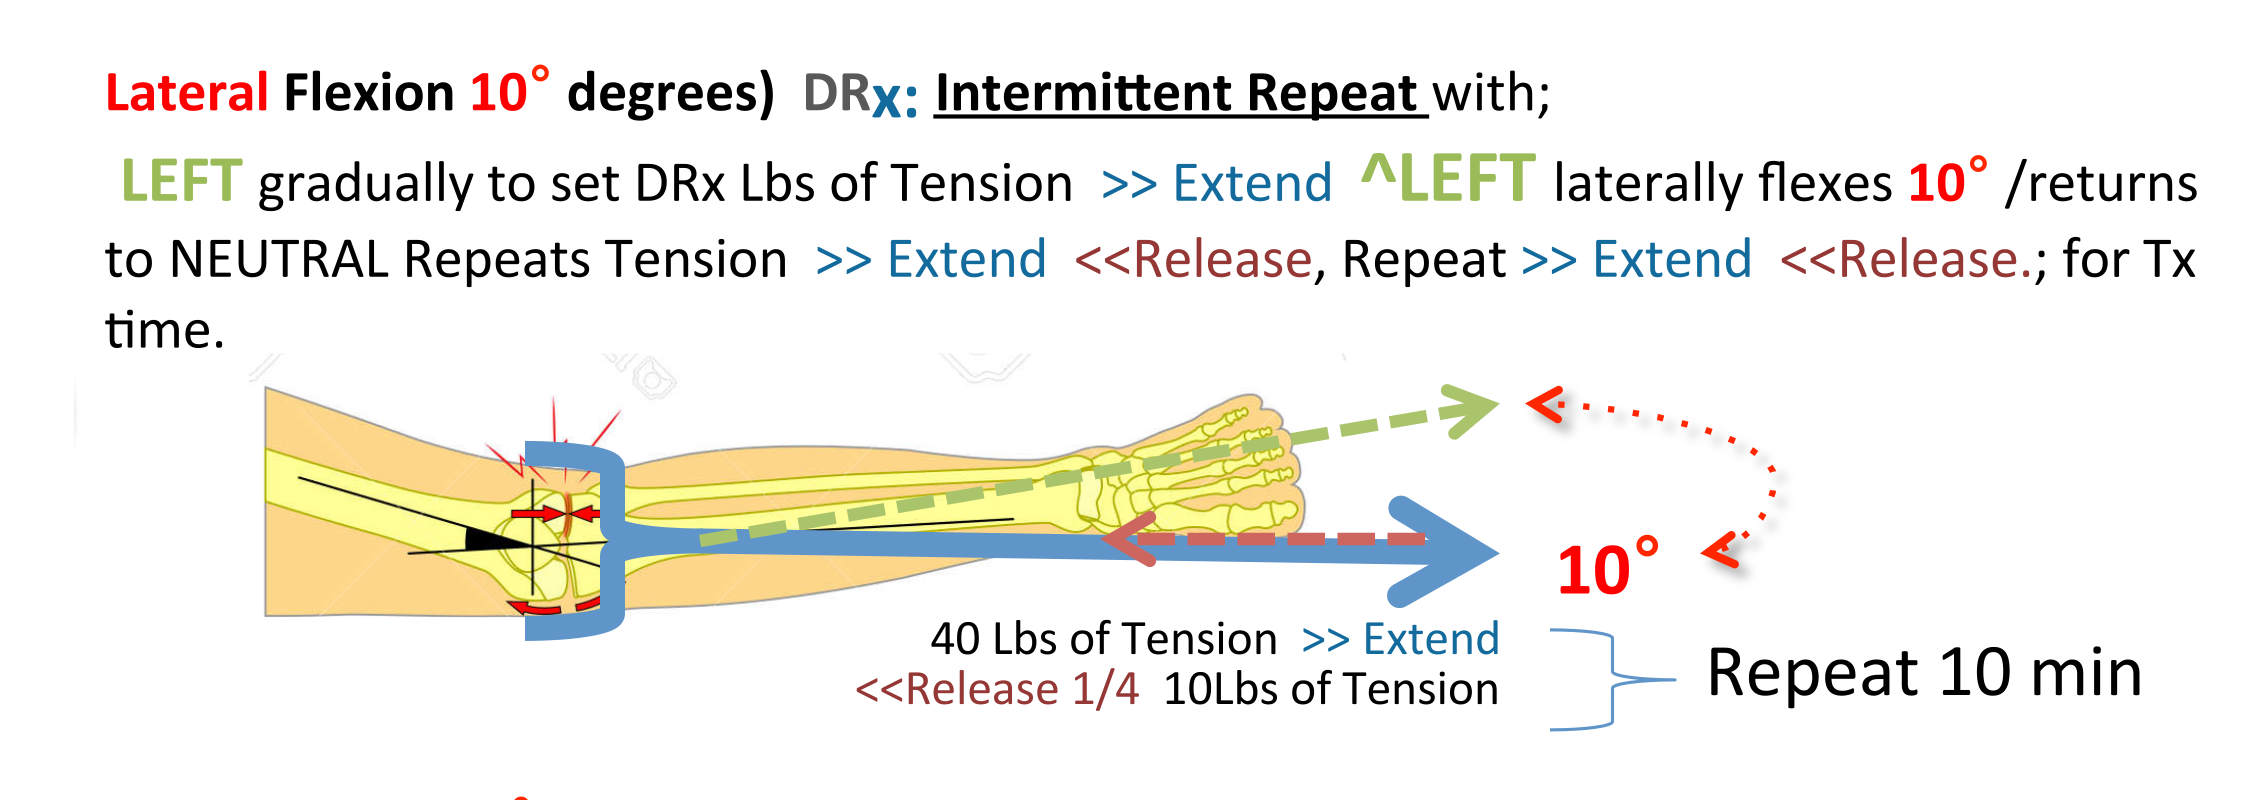 Lateral Flexion 10° degrees) DRx: Intermittent Repeat with;
LEFT gradually to set DRx Lbs of Tension >> Extend ^LEFT laterally flexes 10° /returns
to NEUTRAL Repeats Tension >> Extend <<Release, Repeat >> Extend <<Release.; for Tx
time.
10°
40 Lbs of Tension >> Extend
<<Release 1/4 10Lbs of Tension
Repeat 10 min